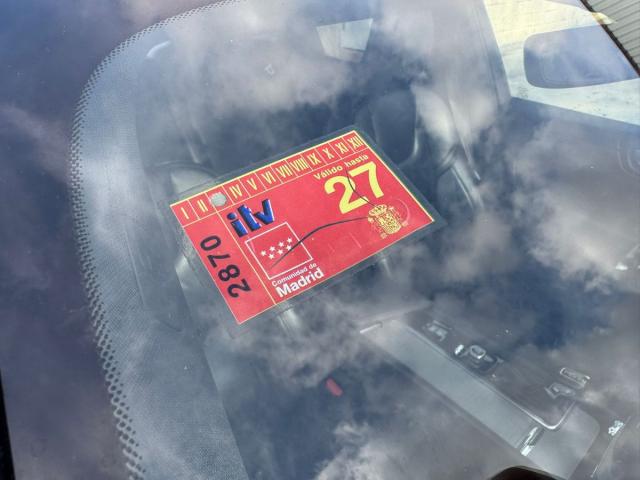 I II IV V VI VII VIII IX X XI XII
itv
Válido hasta
27
2870
Comunidad de
Madrid